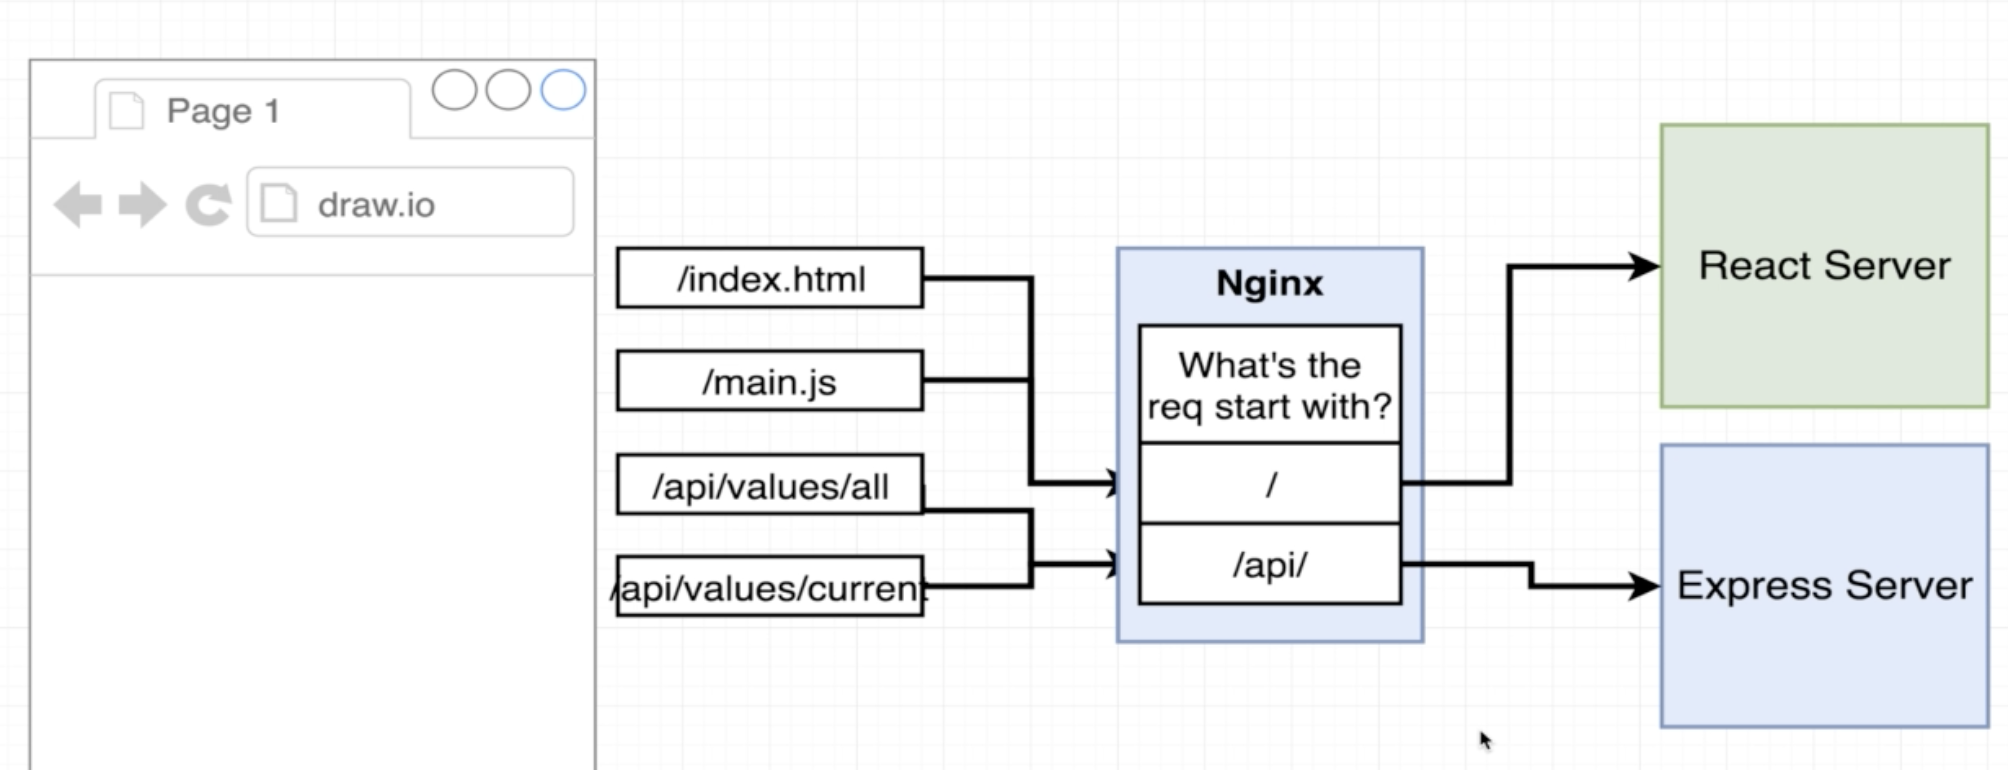 Page 1
draw.io
/index.html
/main.js
/api/values/all
/api/values/current
Nginx
What's the
req start with?
/
/api/
React Server
Express Server